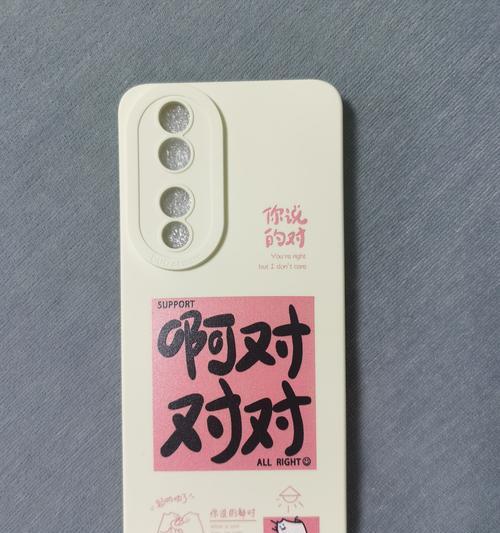 你说
的对
You're right
but I don't care
SUPPORT
啊对
对对
ALL RIGHT
你说的都对